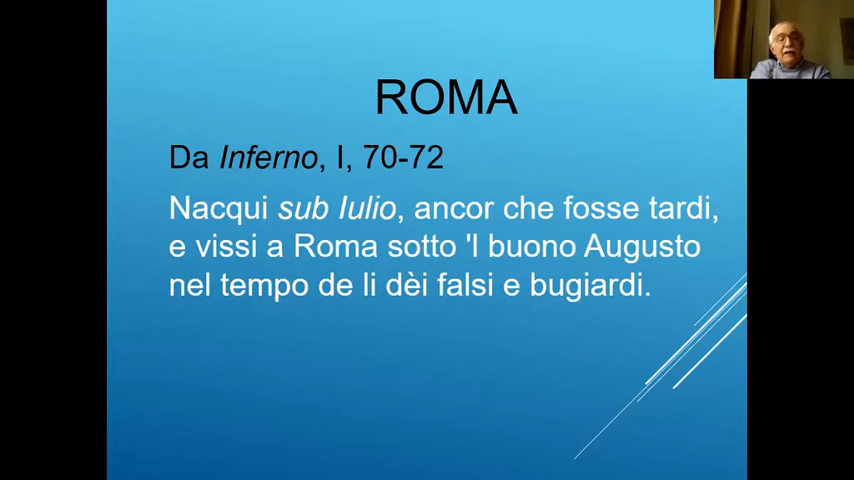 ROMA
Da Inferno, I, 70-72
Nacqui sub Iulio, ancor che fosse tardi,
e vissi a Roma sotto 'l buono Augusto
nel tempo de li dèi falsi e bugiardi.